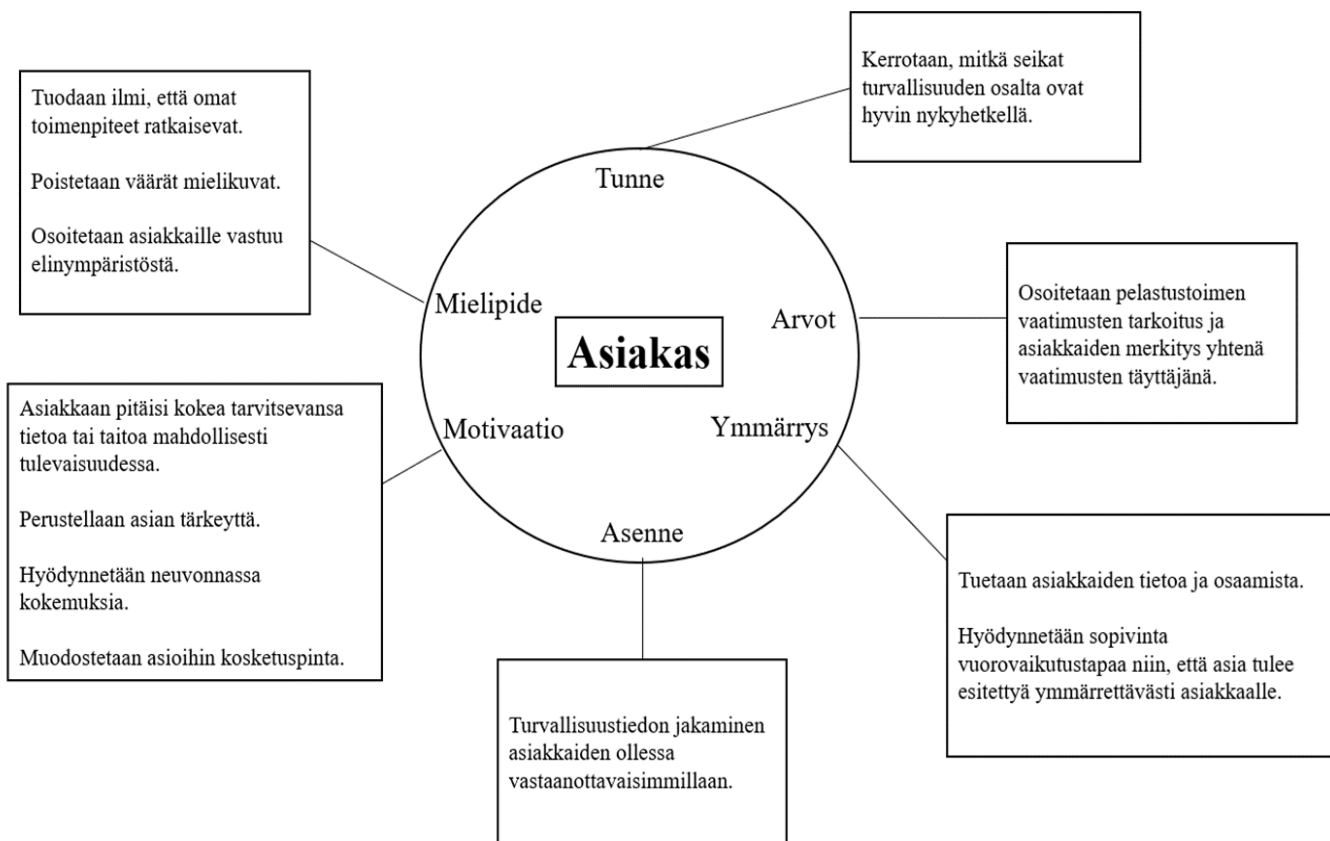 Kerrotaan, mitkä seikat
turvallisuuden osalta ovat
hyvin nykyhetkellä.
Tuodaan ilmi, että omat
toimenpiteet ratkaisevat.
Poistetaan väärät mielikuvat.
Osoitetaan asiakkaille vastuu
elinympäristöstä.
Tunne
Mielipide
Arvot
Asiakas
Motivaatio
Ymmärrys
Asenne
Osoitetaan pelastustoimen
vaatimusten tarkoitus ja
asiakkaiden merkitys yhtenä
vaatimusten täyttäjänä.
Asiakkaan pitäisi kokea tarvitsevansa
tietoa tai taitoa mahdollisesti
tulevaisuudessa.
Perustellaan asian tärkeyttä.
Hyödynnetään neuvonnassa
kokemuksia.
Muodostetaan asioihin kosketuspinta.
Tuetaan asiakkaiden tietoa ja osaamista.
Hyödynnetään sopivinta
vuorovaikutustapaa niin, että asia tulee
esitettyä ymmärrettävästi asiakkaalle.
Turvallisuustiedon jakaminen
asiakkaiden ollessa
vastaanottavaisimmillaan.